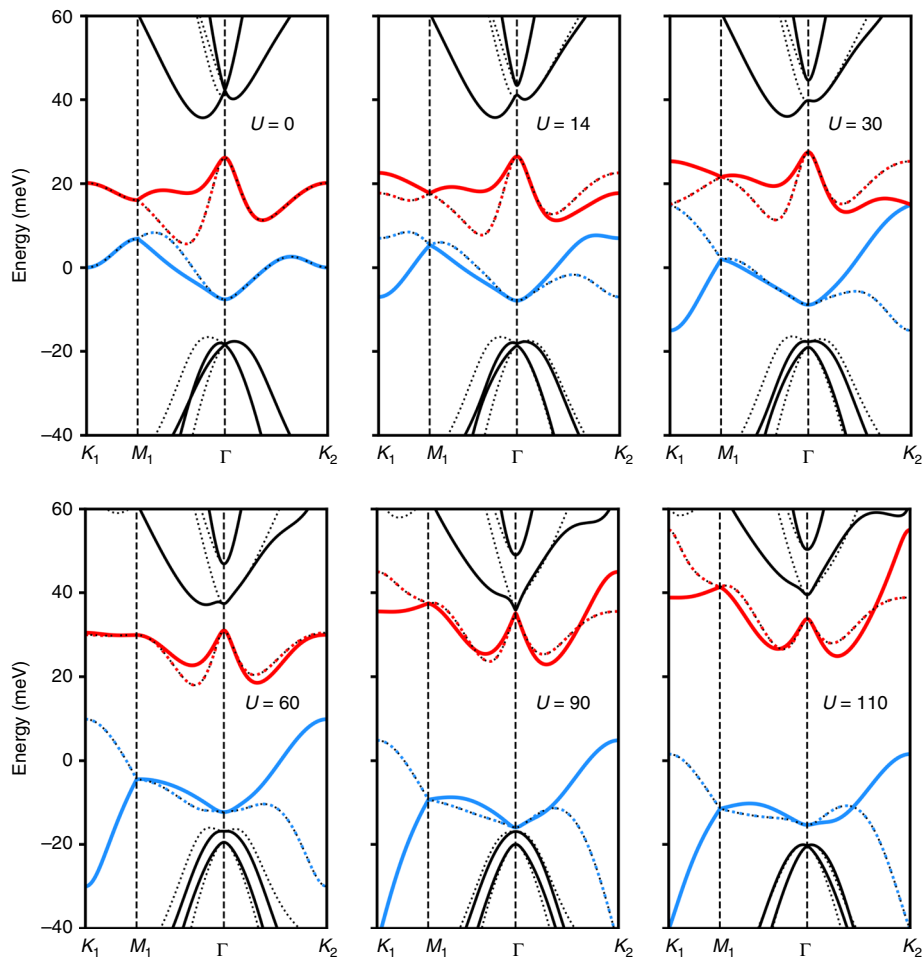 60
40
20
0
−20
−40
Energy (meV)
U = 0
U = 14
U = 30
K1 M1 Γ K2
K1 M1 Γ K2
K1 M1 Γ K2
60
40
20
0
−20
−40
Energy (meV)
U = 60
U = 90
U = 110
K1 M1 Γ K2
K1 M1 Γ K2
K1 M1 Γ K2